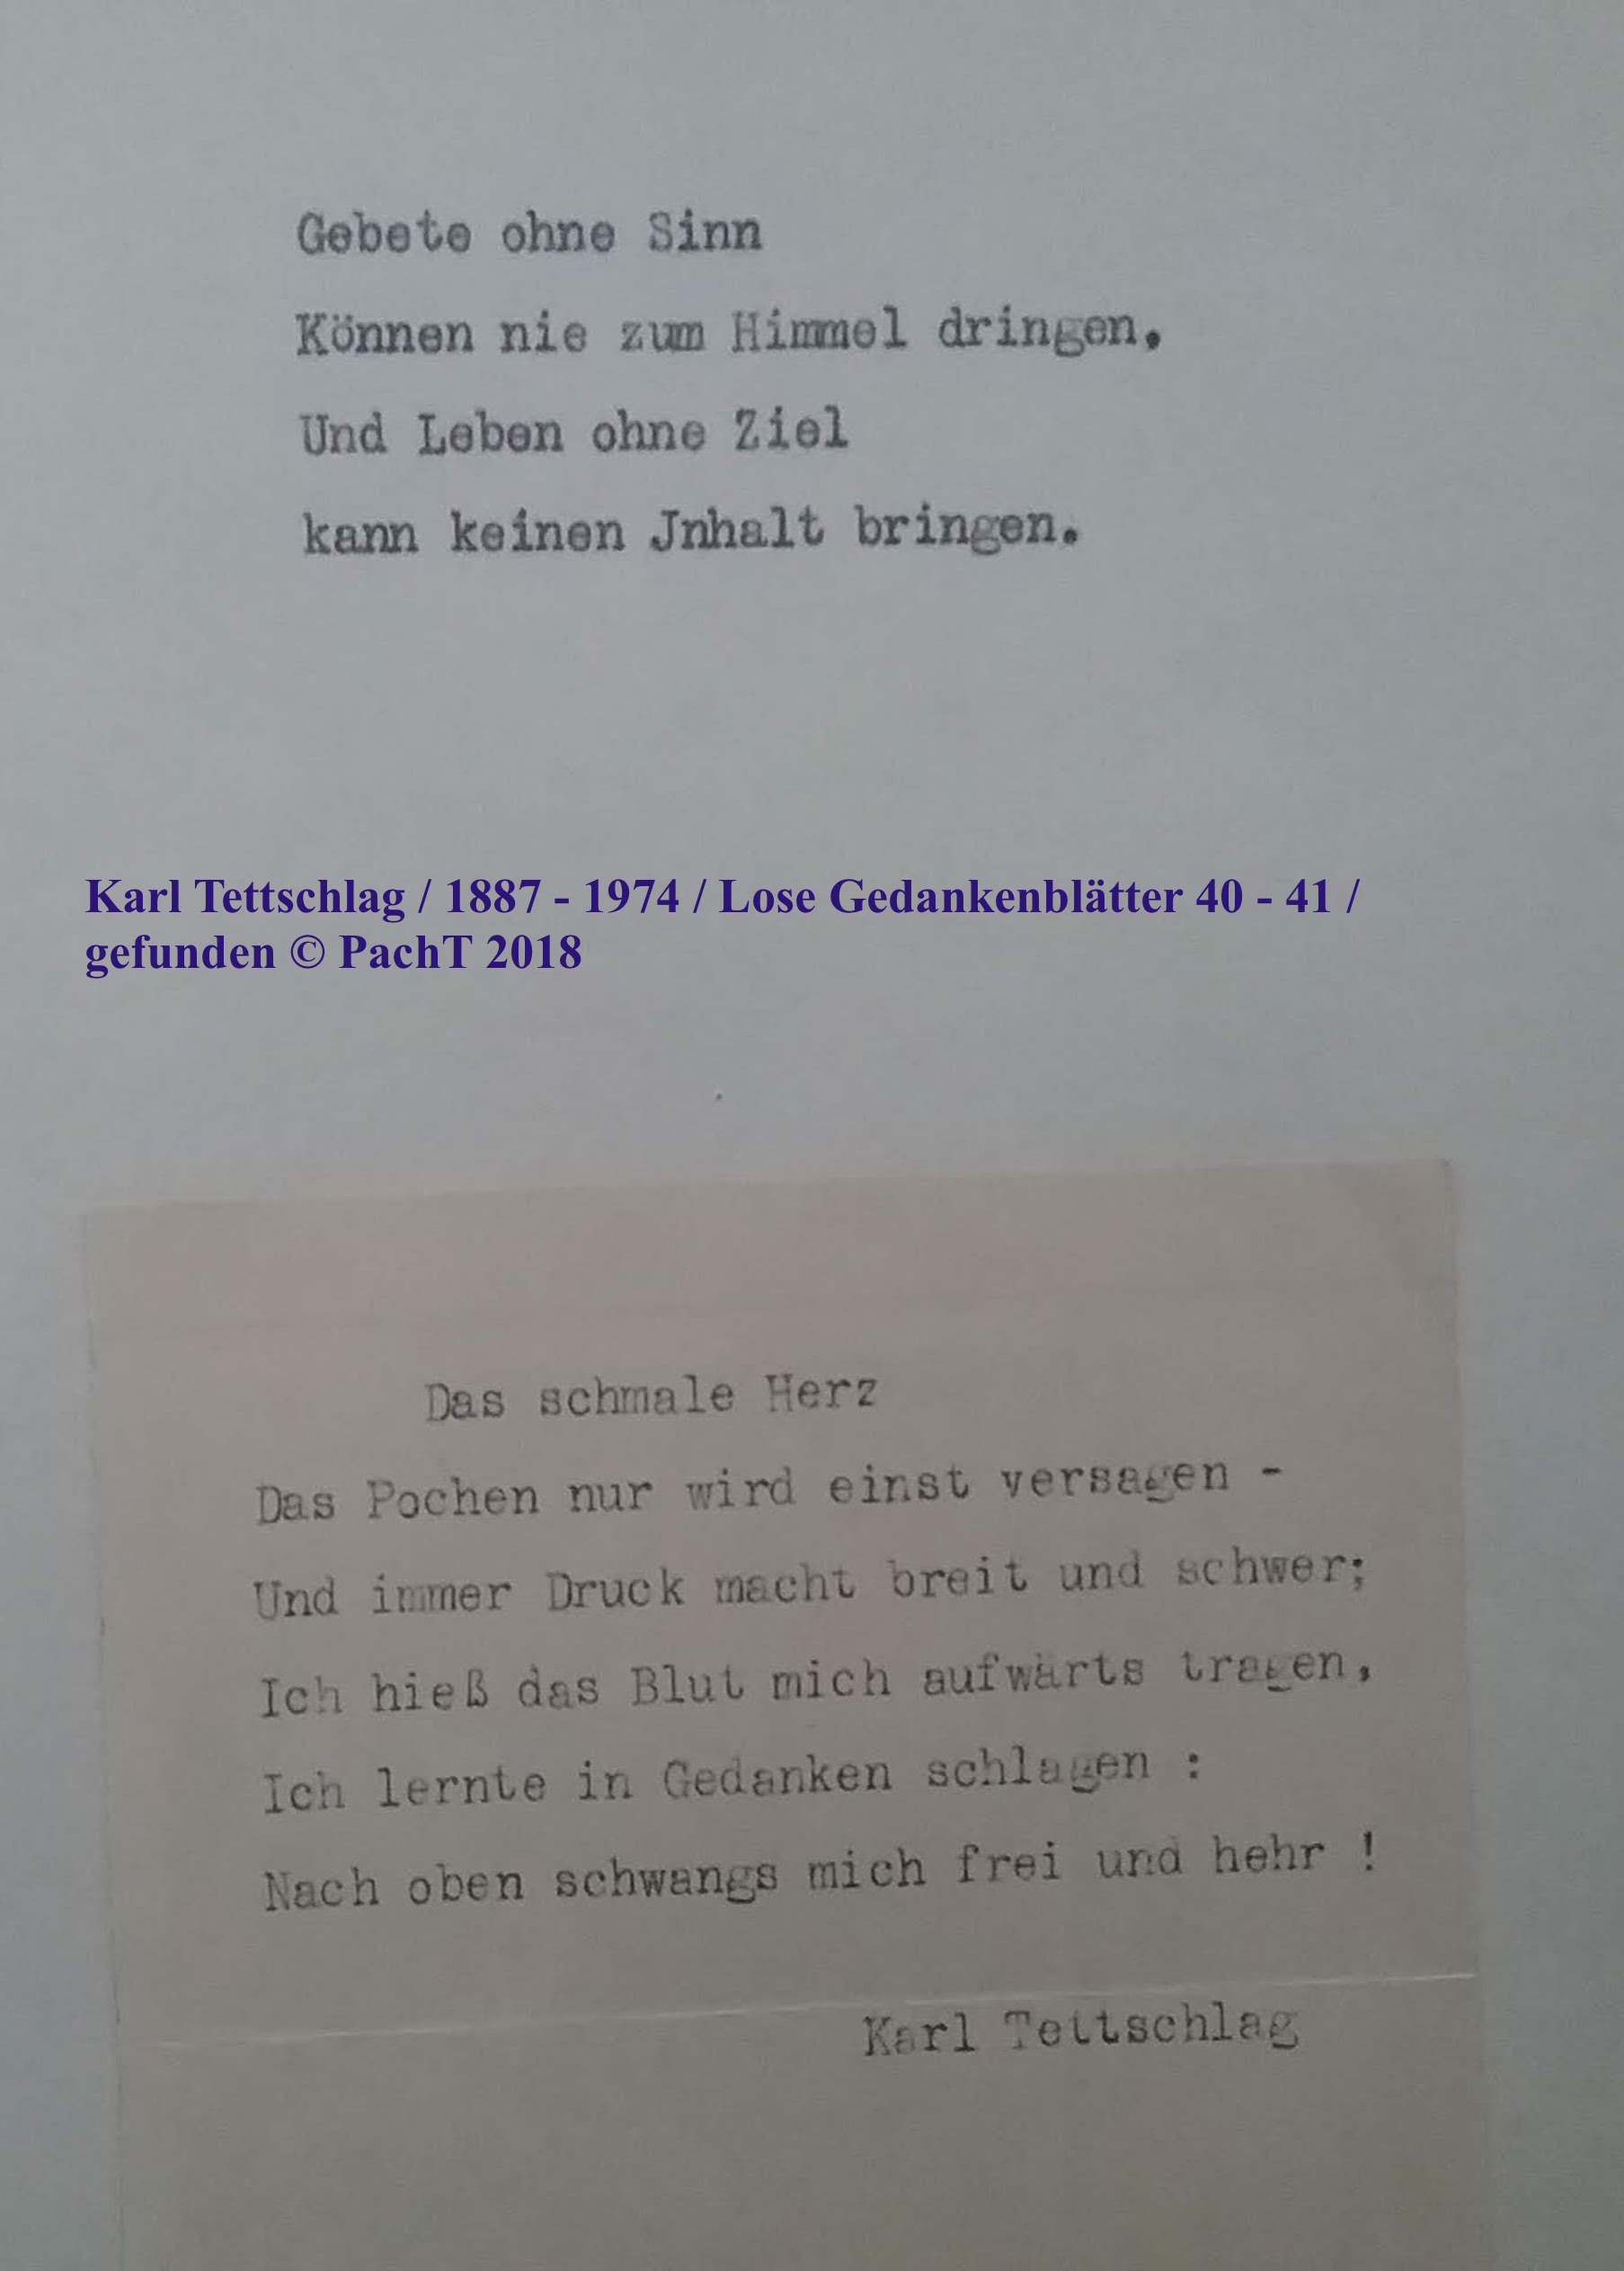 Gebete ohne Sinn
Können nie zum Himmel dringen,
Und Leben ohne Ziel
kann keinen Jnhalt bringen.
Karl Tettschlag / 1887 - 1974 / Lose Gedankenblätter 40 - 41 /
gefunden © PachT 2018
Das schmale Herz
Das Pochen nur wird einst versagen -
Und immer Druck macht breit und schwer;
Ich hieß das Blut mich aufwärts tragen,
Ich lernte in Gedanken schlagen :
Nach oben schwangs mich frei und hehr !
Karl Tettschlag